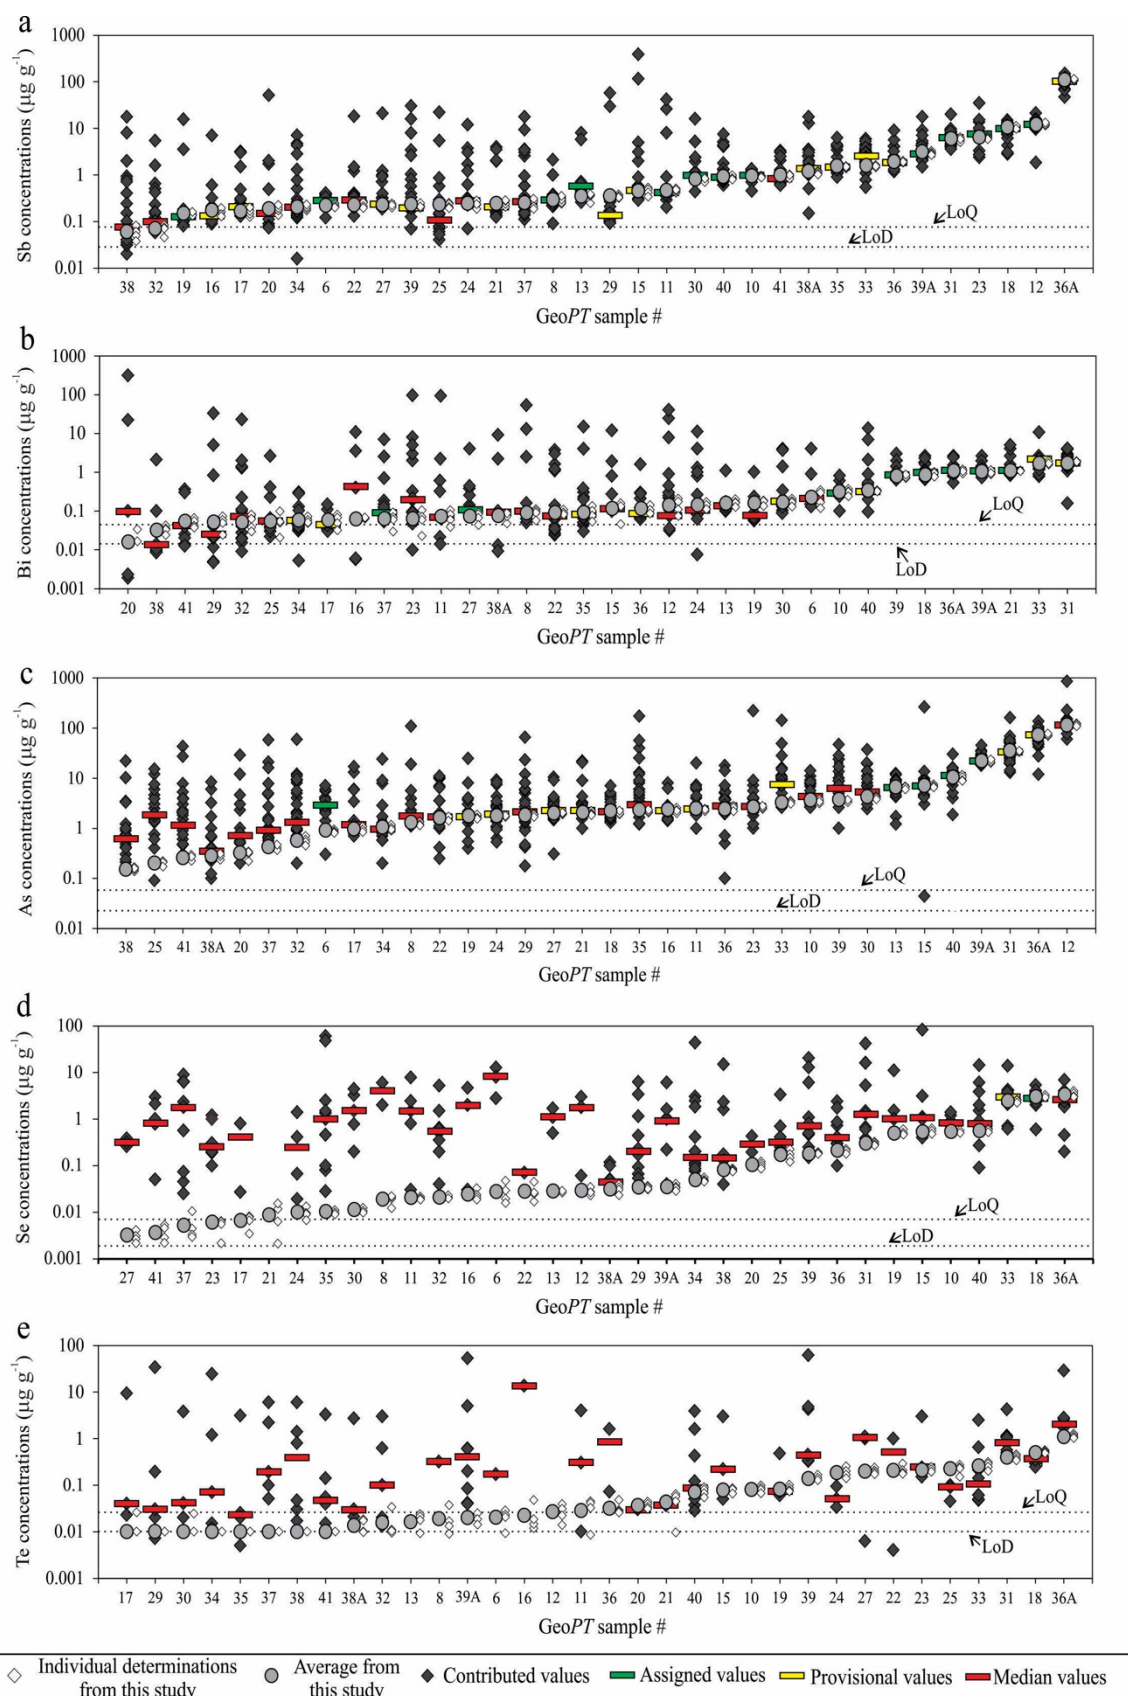 a
Sb concentrations (µg g⁻¹)
1000
100
10
1
0.1
0.01
LoQ
LoD
38 32 19 16 17 20 34 6 22 27 39 25 24 21 37 8 13 29 15 11 30 40 10 41 38A 35 33 36 39A 31 23 18 12 36A
GeoPT sample #
b
Bi concentrations (µg g⁻¹)
1000
100
10
1
0.1
0.01
0.001
LoQ
LoD
20 38 41 29 32 25 34 17 16 37 23 11 27 38A 8 22 35 15 36 12 24 13 19 30 6 10 40 39 18 36A 39A 21 33 31
GeoPT sample #
c
As concentrations (µg g⁻¹)
1000
100
10
1
0.1
0.01
LoQ
LoD
38 25 41 38A 20 37 32 6 17 34 8 22 19 24 29 27 21 18 35 16 11 36 23 33 10 39 30 13 15 40 39A 31 36A 12
GeoPT sample #
d
Se concentrations (µg g⁻¹)
100
10
1
0.1
0.01
0.001
LoQ
LoD
27 41 37 23 17 21 24 35 30 8 11 32 16 6 22 13 12 38A 29 39A 34 38 20 25 39 36 31 19 15 10 40 33 18 36A
GeoPT sample #
e
Te concentrations (µg g⁻¹)
100
10
1
0.1
0.01
0.001
LoQ
LoD
17 29 30 34 35 37 38 41 38A 32 13 8 39A 6 16 12 11 36 20 21 40 15 10 19 39 24 27 22 23 25 33 31 18 36A
GeoPT sample #
Individual determinations
from this study
Average from
this study
Contributed values
Assigned values
Provisional values
Median values